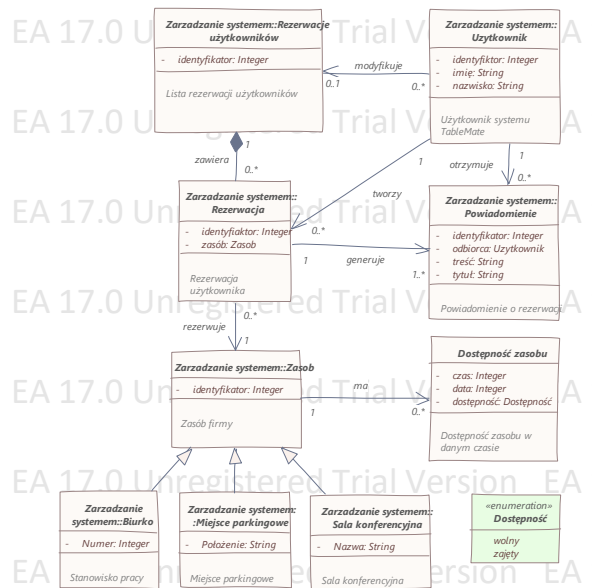 Zarzadzanie systemem::Rezerwacje
użytkowników
- identyfikator: Integer
Lista rezerwacji użytkowników
Zarzadzanie systemem::
Uzytkownik
- identyfiktor: Integer
- imię: String
- nazwisko: String
Użytkownik systemu
TableMate
modyfikuje
0..1
0..*
1
zawiera
0..*
1
tworzy
0..*
1
otrzymuje
0..*
Zarzadzanie systemem::
Rezerwacja
- identyfiaktor: Integer
- zasób: Zasob
Rezerwacja
użytkownika
1
generuje
1..*
Zarzadzanie systemem::
Powiadomienie
- identyfikator: Integer
- odbiorca: Uzytkownik
- treść: String
- tytuł: String
Powiadomienie o rezerwacji
0..*
rezerwuje
1
Zarzadzanie systemem::Zasob
- identyfikator: Integer
Zasób firmy
ma
1
0..*
Dostępność zasobu
- czas: Integer
- data: Integer
- dostępność: Dostępność
Dostępność zasobu w
danym czasie
Zarzadzanie
systemem::Biurko
- Numer: Integer
Stanowisko pracy
Zarzadzanie systemem:
:Miejsce parkingowe
- Położenie: String
Miejsce parkingowe
Zarzadzanie systemem::
Sala konferencyjna
- Nazwa: String
Sala konferencyjna
«enumeration»
Dostępność
wolny
zajęty
EA 17.0 Unregistered Trial Version EA